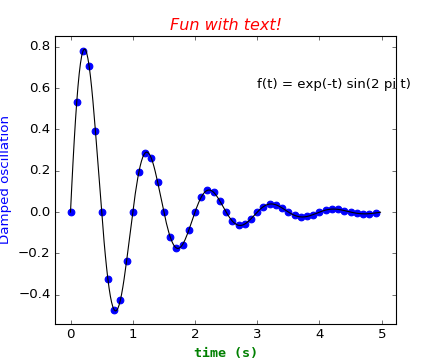 Fun with text!
0.8
f(t) = exp(-t) sin(2 pi t)
0.6
0.4
0.2
0.0
−0.2
−0.4
Damped oscillation
0 1 2 3 4 5
time (s)